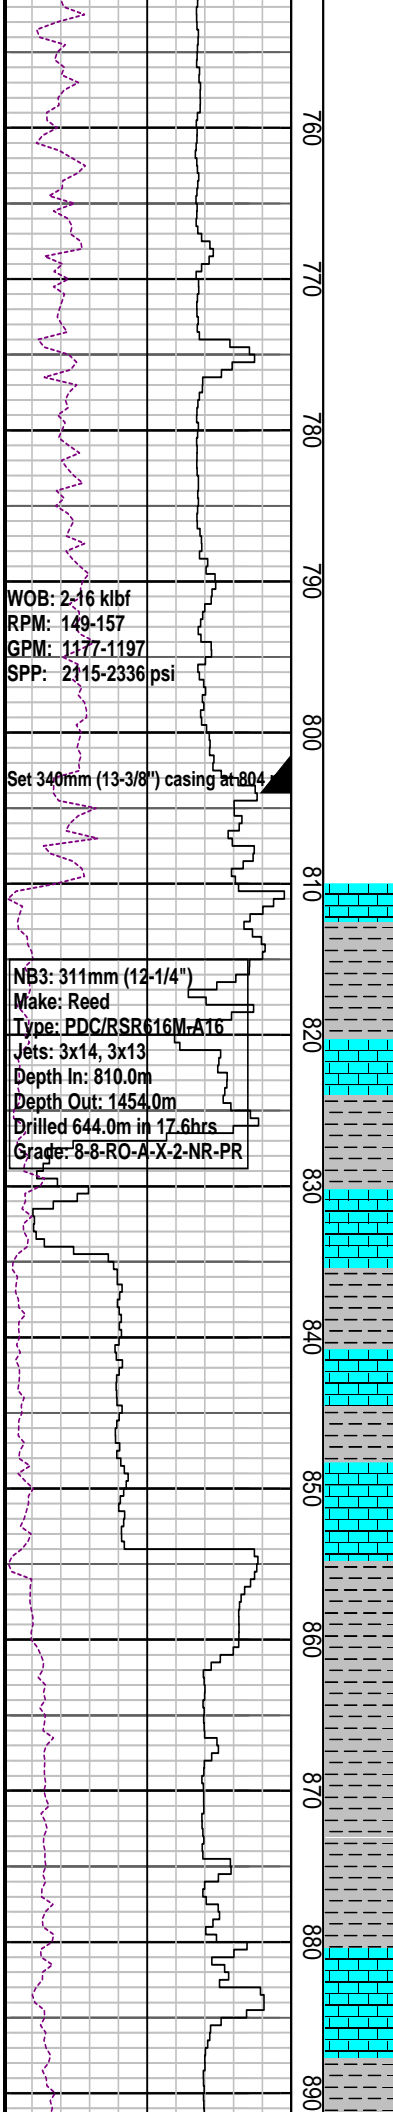 760
770
780
790
WOB: 2-16 klbf
RPM: 149-157
GPM: 1177-1197
SPP: 2115-2336 psi
800
Set 340mm (13-3/8") casing at 804
810
NB3: 311mm (12-1/4")
Make: Reed
Type: PDC/RSR616M-A16
Jets: 3x14, 3x13
Depth In: 810.0m
Depth Out: 1454.0m
Drilled 644.0m in 17.6hrs
Grade: 8-8-RO-A-X-2-NR-PR
820
830
840
850
860
870
880
890